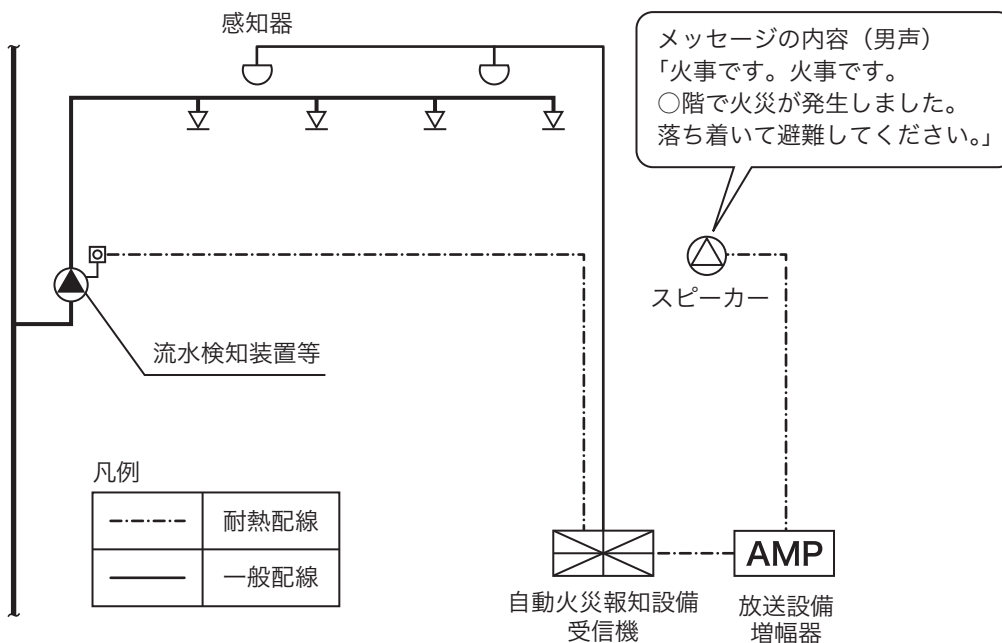 感知器
メッセージの内容（男声）
「火事です。火事です。
○階で火災が発生しました。
落ち着いて避難してください。」
スピーカー
流水検知装置等
凡例
耐熱配線
一般配線
AMP
自動火災報知設備
受信機
放送設備
増幅器